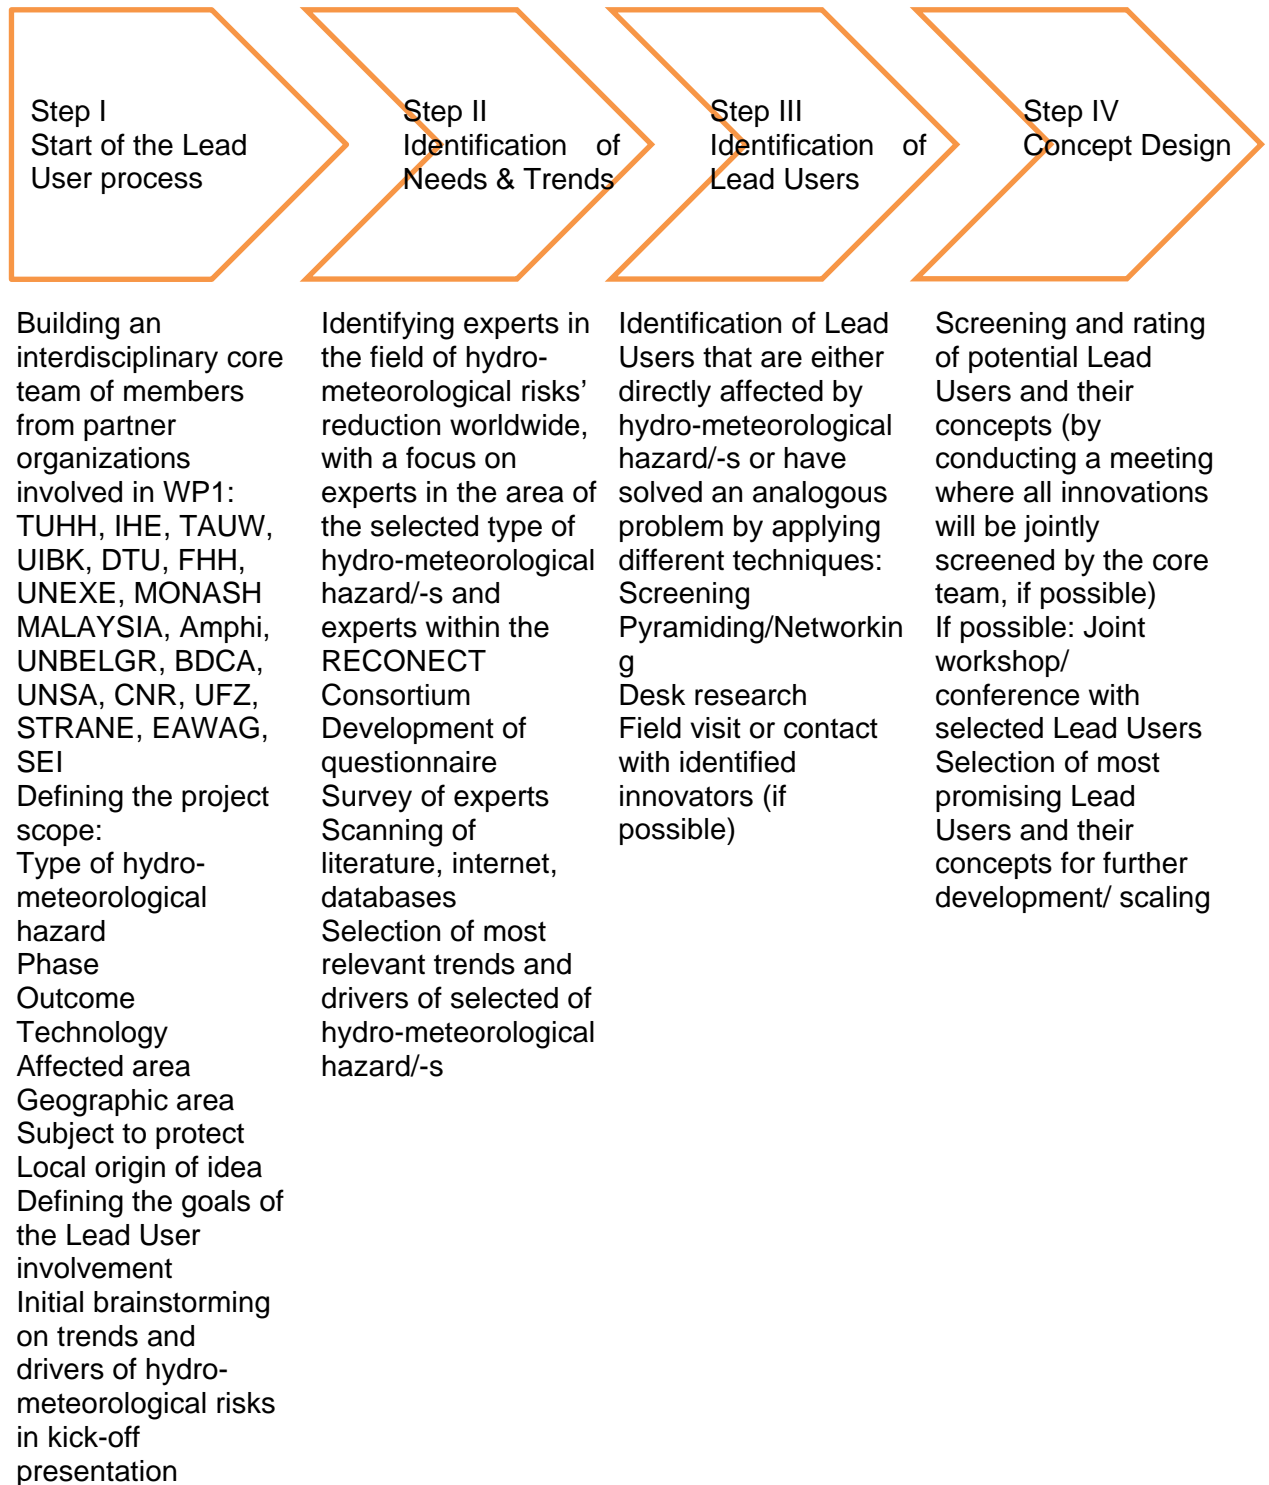 Step I
Start of the Lead
User process
Step II
Identification of
Needs & Trends
Step III
Identification of
Lead Users
Step IV
Concept Design
Building an
interdisciplinary core
team of members
from partner
organizations
involved in WP1:
TUHH, IHE, TAUW,
UIBK, DTU, FHH,
UNEXE, MONASH
MALAYSIA, Amphi,
UNBELGR, BDCA,
UNSA, CNR, UFZ,
STRANE, EAWAG,
SEI
Defining the project
scope:
Type of hydro-
meteorological
hazard
Phase
Outcome
Technology
Affected area
Geographic area
Subject to protect
Local origin of idea
Defining the goals of
the Lead User
involvement
Initial brainstorming
on trends and
drivers of hydro-
meteorological risks
in kick-off
presentation
Identifying experts in
the field of hydro-
meteorological risks’
reduction worldwide,
with a focus on
experts in the area of
the selected type of
hydro-meteorological
hazard/-s and
experts within the
RECONECT
Consortium
Development of
questionnaire
Survey of experts
Scanning of
literature, internet,
databases
Selection of most
relevant trends and
drivers of selected of
hydro-meteorological
hazard/-s
Identification of Lead
Users that are either
directly affected by
hydro-meteorological
hazard/-s or have
solved an analogous
problem by applying
different techniques:
Screening
Pyramiding/Networkin
g
Desk research
Field visit or contact
with identified
innovators (if
possible)
Screening and rating
of potential Lead
Users and their
concepts (by
conducting a meeting
where all innovations
will be jointly
screened by the core
team, if possible)
If possible: Joint
workshop/
conference with
selected Lead Users
Selection of most
promising Lead
Users and their
concepts for further
development/ scaling